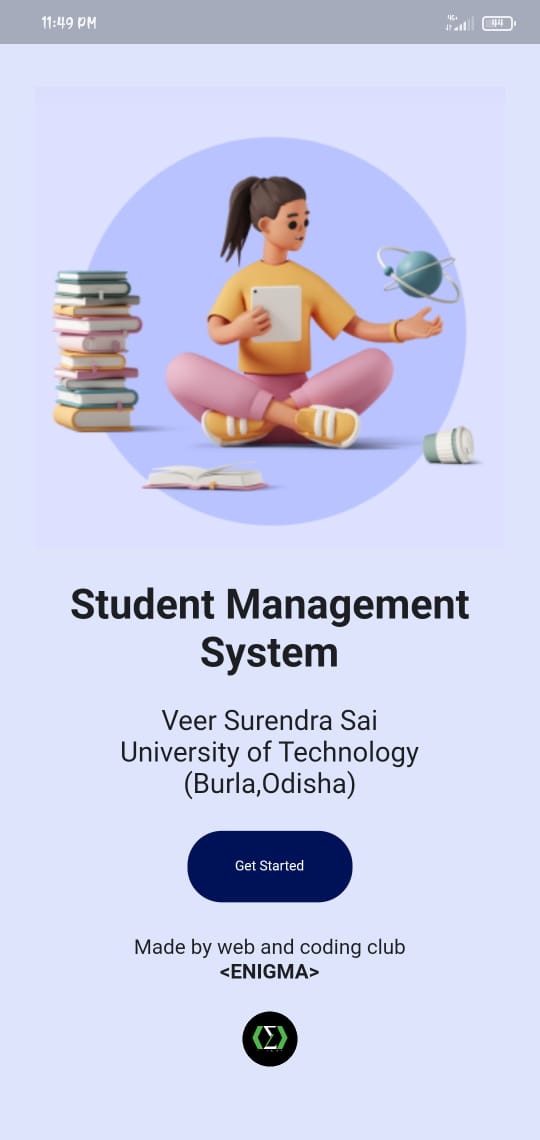 11:49 PM
4G+
44
Student Management
System
Veer Surendra Sai
University of Technology
(Burla,Odisha)
Get Started
Made by web and coding club
<ENIGMA>
Σ